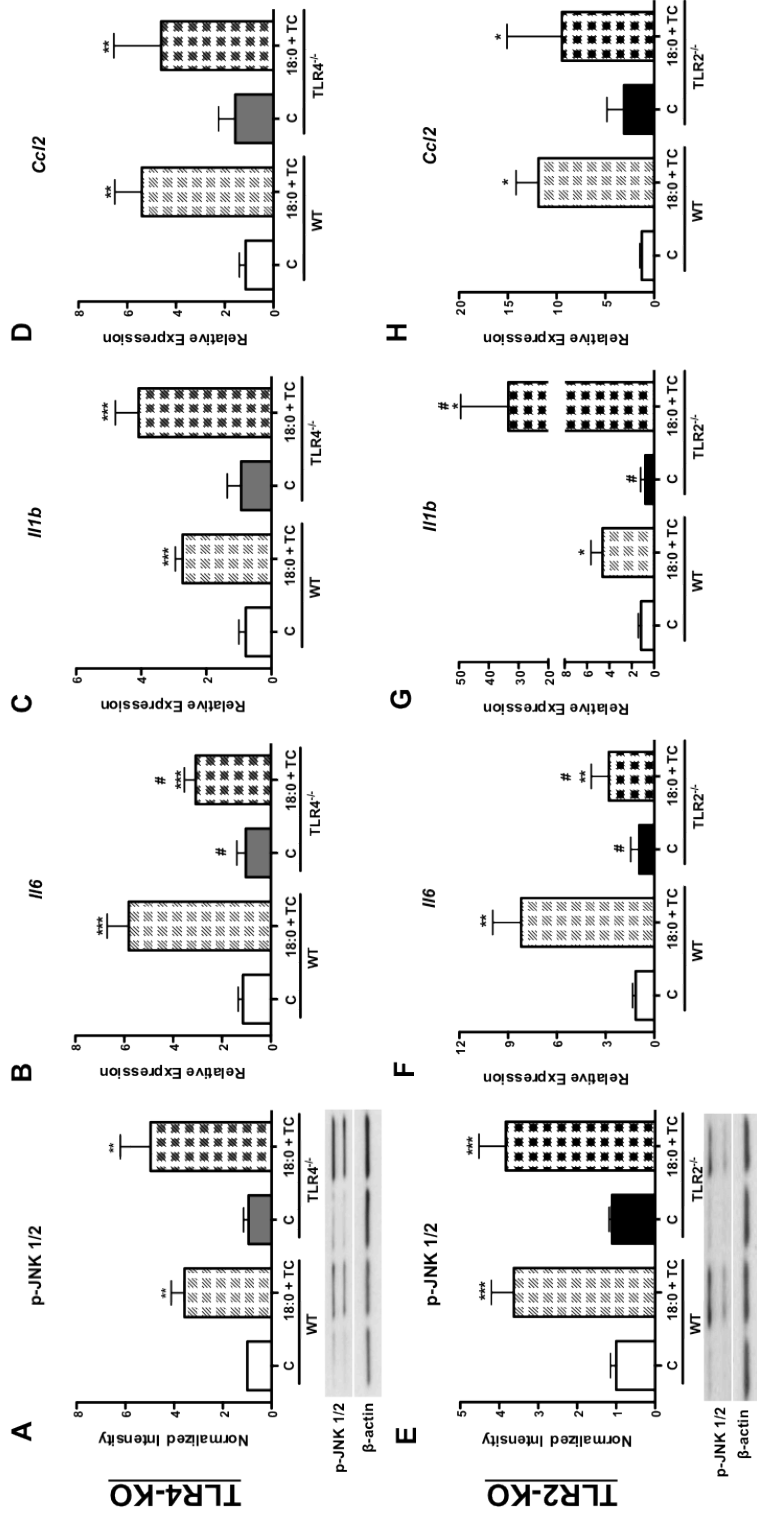 TLR4-KO
A
p-JNK 1/2
Normalized Intensity
8
6
4
2
0
**
**
C
18:0 + TC
C
18:0 + TC
WT
TLR4-/-
p-JNK 1/2
β-actin
B
Il6
Relative Expression
8
6
4
2
0
***
#
#
***
C
18:0 + TC
C
18:0 + TC
WT
TLR4-/-
C
Il1b
Relative Expression
6
4
2
0
***
***
C
18:0 + TC
C
18:0 + TC
WT
TLR4-/-
D
Ccl2
Relative Expression
8
6
4
2
0
**
**
C
18:0 + TC
C
18:0 + TC
WT
TLR4-/-
TLR2-KO
E
p-JNK 1/2
Normalized Intensity
5
4
3
2
1
0
***
***
C
18:0 + TC
C
18:0 + TC
WT
TLR2-/-
p-JNK 1/2
β-actin
F
Il6
Relative Expression
12
9
6
3
0
**
#
#
**
C
18:0 + TC
C
18:0 + TC
WT
TLR2-/-
G
Il1b
Relative Expression
50
40
30
20
8
6
4
2
0
*
#
#
*
C
18:0 + TC
C
18:0 + TC
WT
TLR2-/-
H
Ccl2
Relative Expression
20
15
10
5
0
*
*
C
18:0 + TC
C
18:0 + TC
WT
TLR2-/-